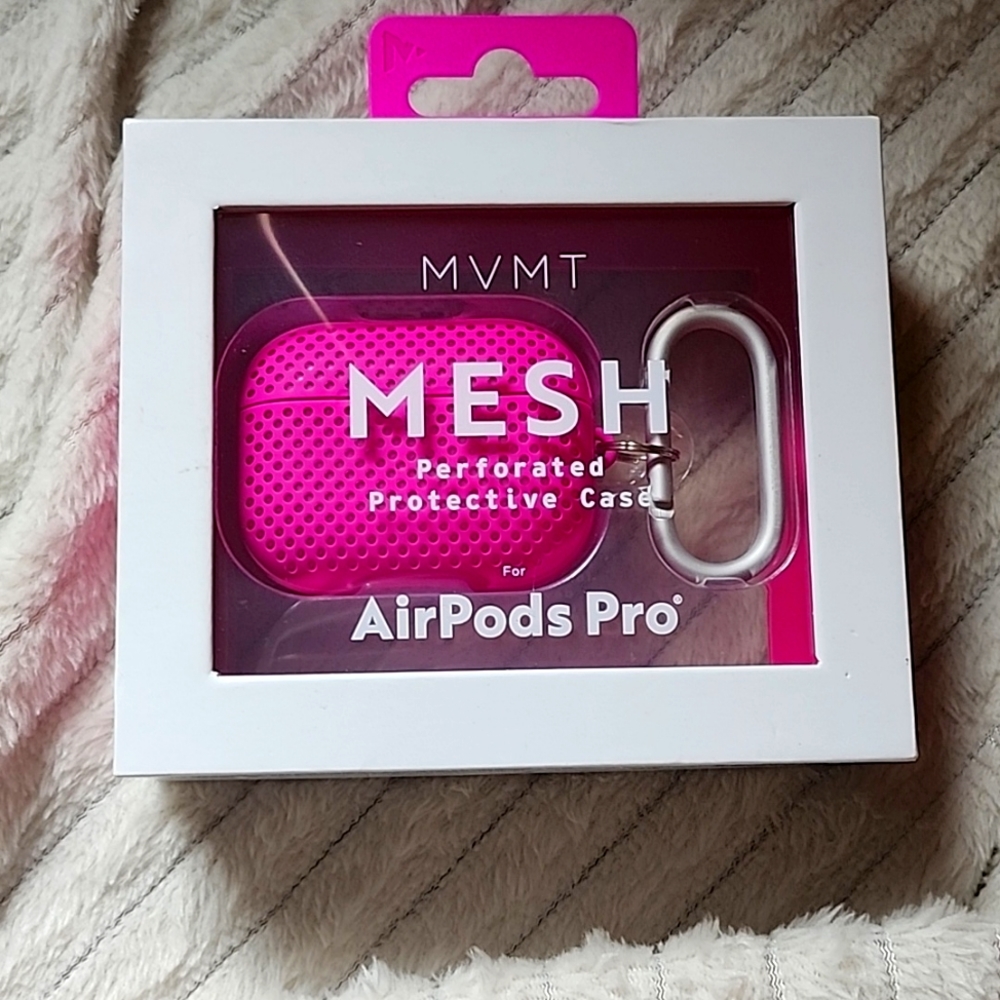 MVMT
MESH
Perforated
Protective Case
For
AirPods Pro®